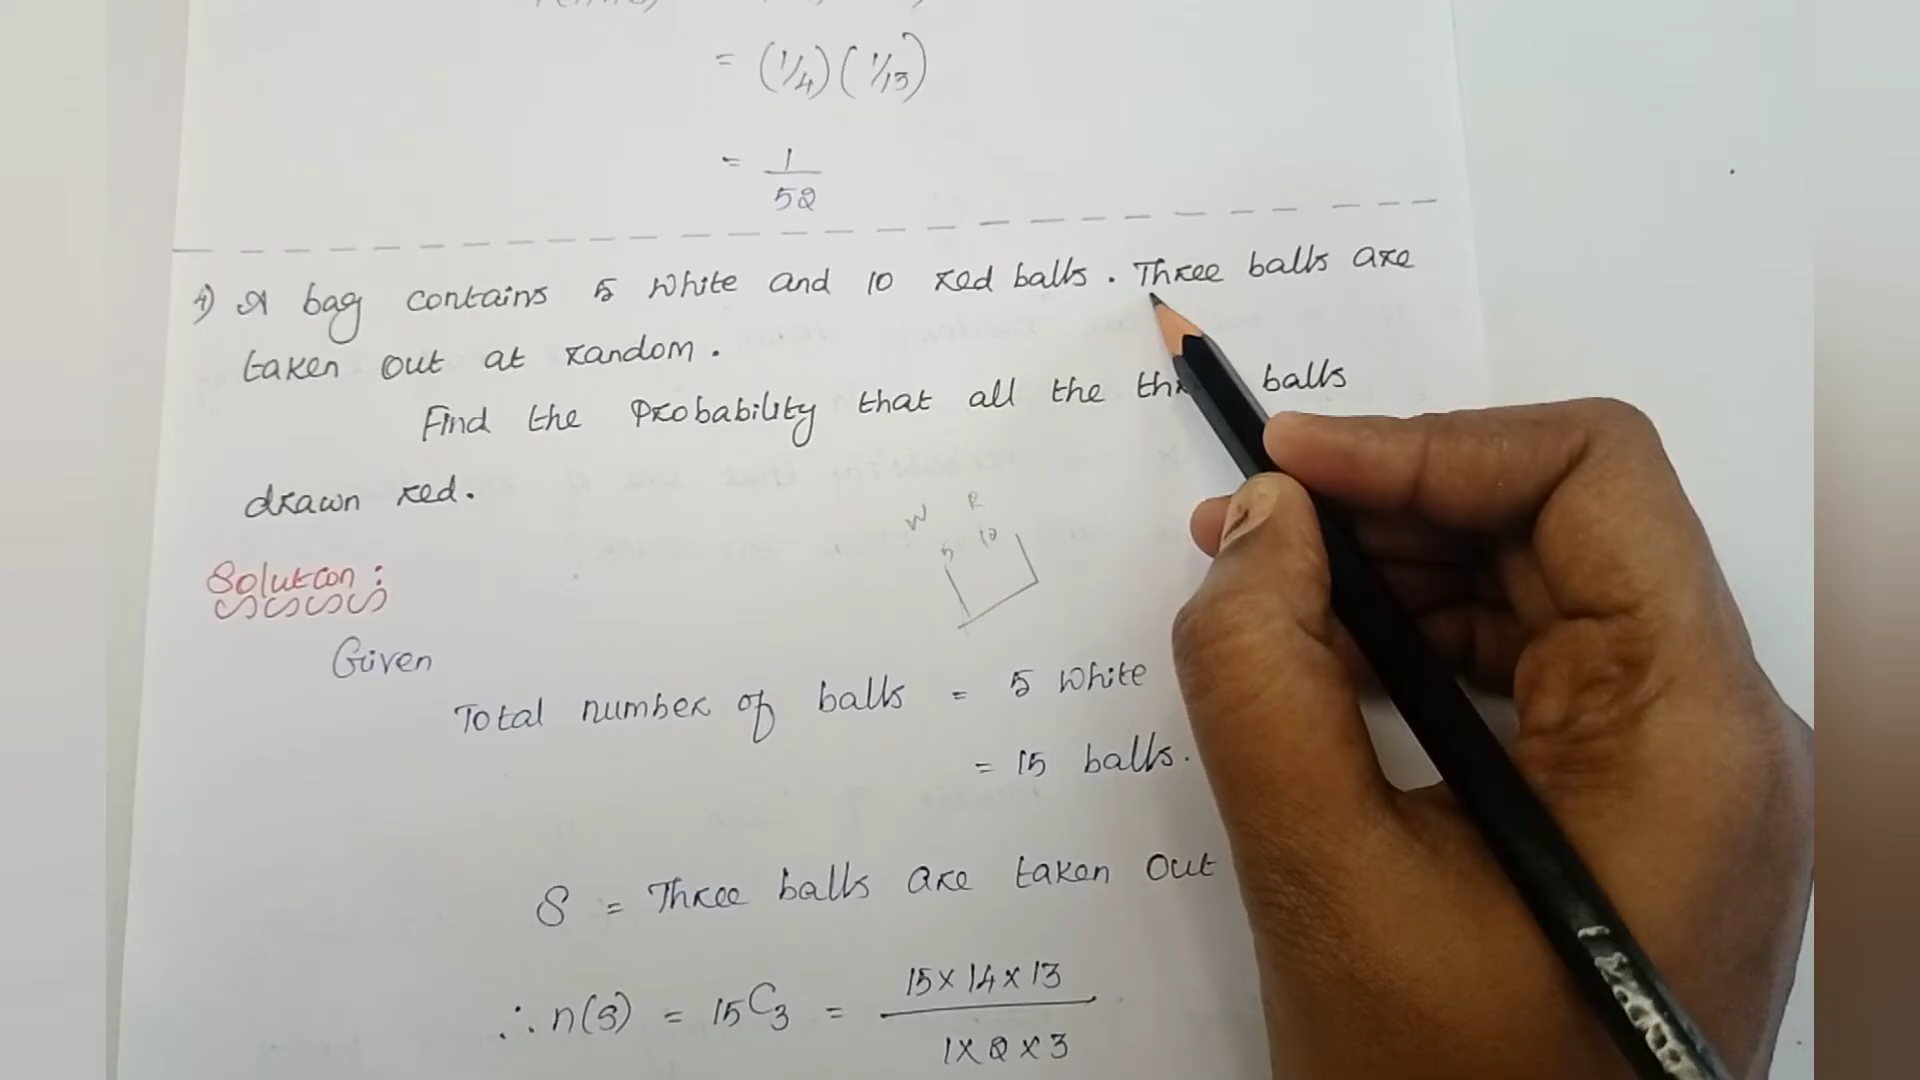 = (1/4) (1/13)
= 1/52
4) A bag contains 5 white and 10 red balls. Three balls are
taken out at random.
Find the Probability that all the balls
drawn red.
W R
5 10
Solution:
Given
Total number of balls = 5 white
= 15 balls.
S = Three balls are taken out
∴ n(S) = 15C3 = 15×14×13 / 1×2×3